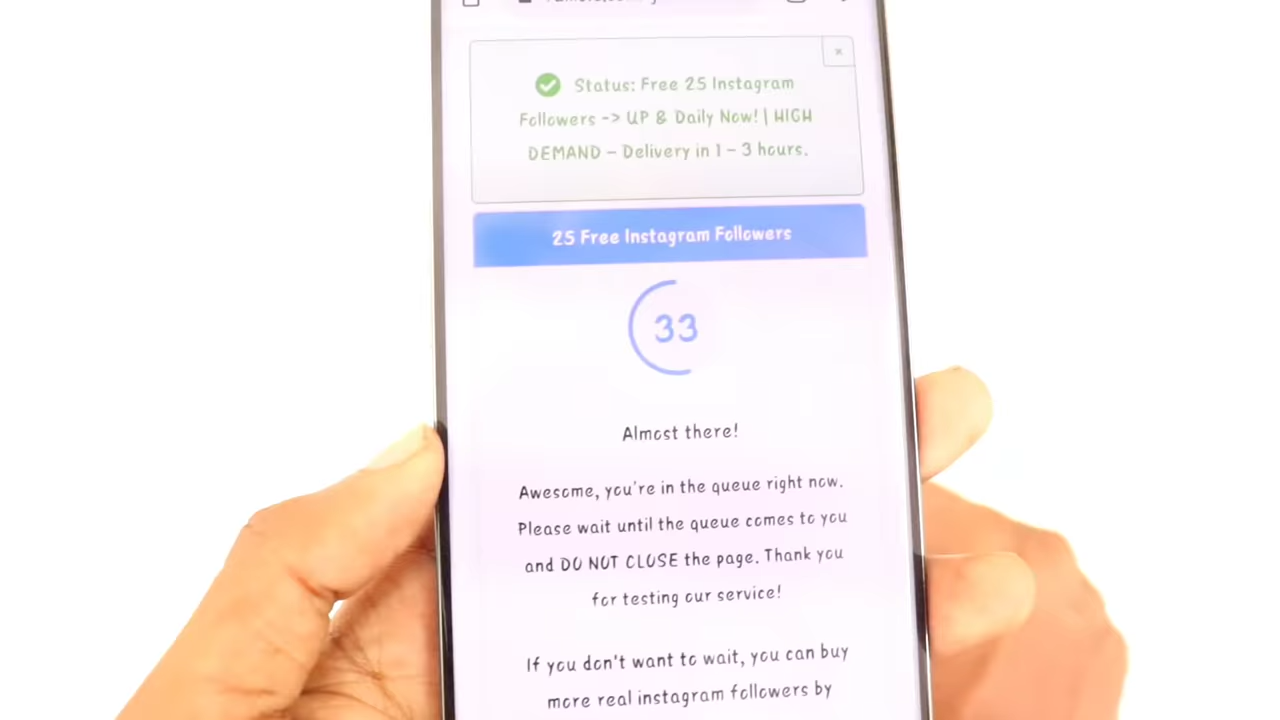 ×
Status: Free 25 Instagram
Followers -> UP & Daily Now! | HIGH
DEMAND – Delivery in 1 – 3 hours.
25 Free Instagram Followers
33
Almost there!
Awesome, you're in the queue right now.
Please wait until the queue comes to you
and DO NOT CLOSE the page. Thank you
for testing our service!
If you don't want to wait, you can buy
more real instagram followers by